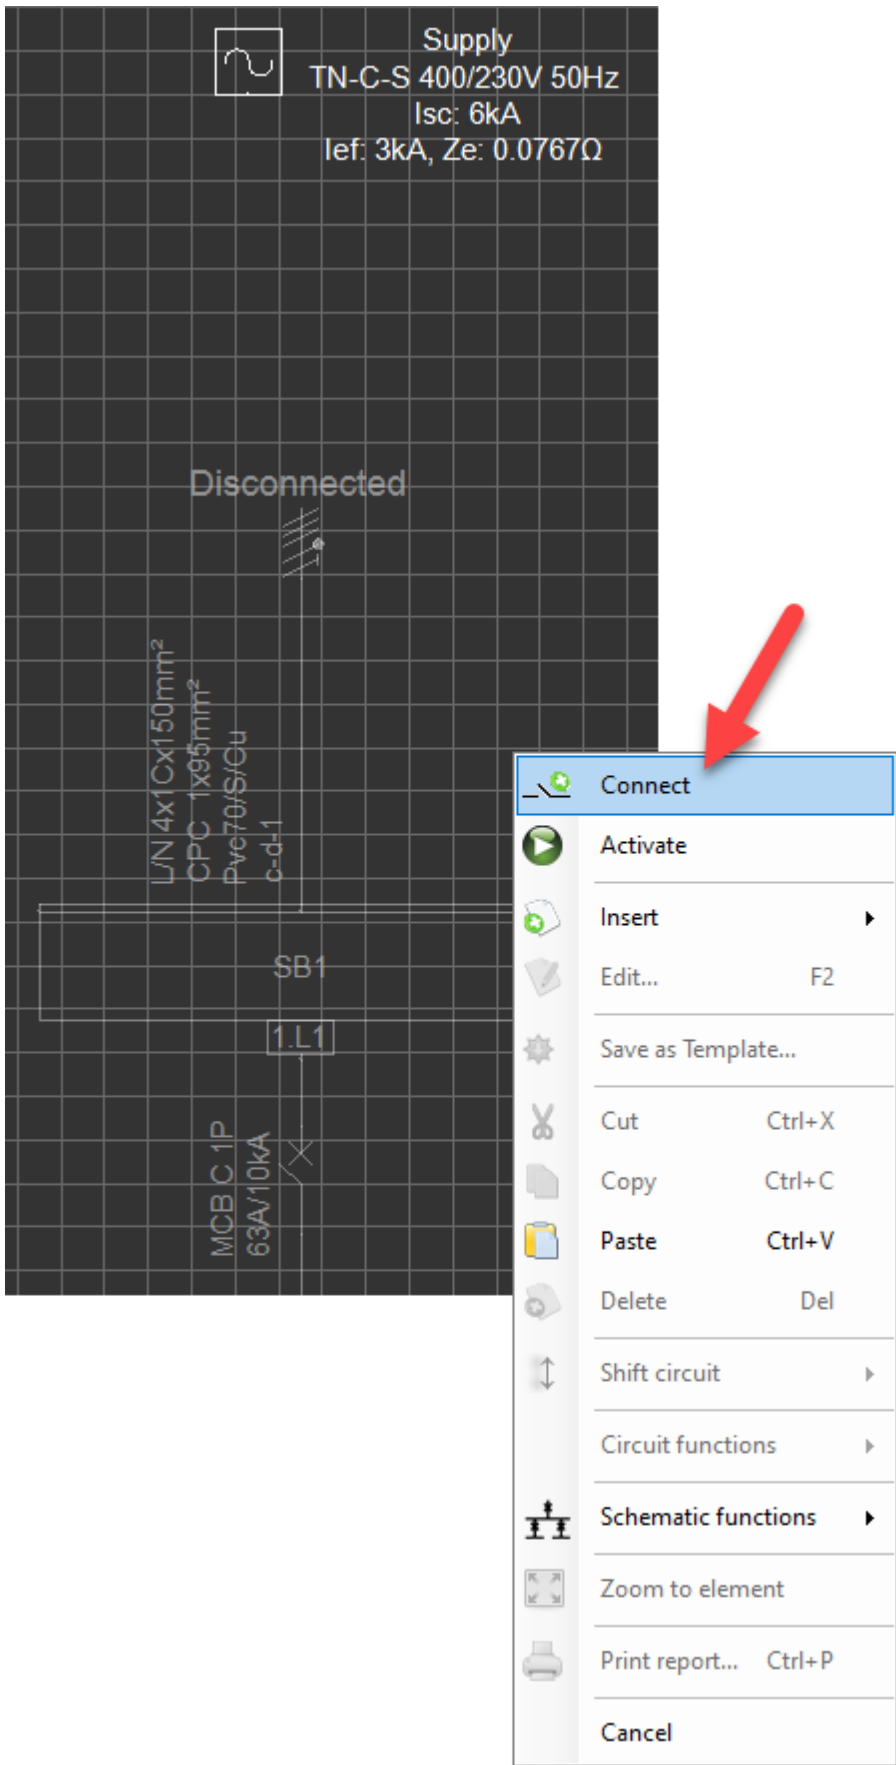 Supply
TN-C-S 400/230V 50Hz
Isc: 6kA
Ief: 3kA, Ze: 0.0767Ω
Disconnected
L/N 4x1Cx150mm²
CPC 1x95mm²
Pvc70/S/Cu
c-d-1
SB1
1.L1
MCB C 1P
63A/10kA
Connect
Activate
Insert
Edit... F2
Save as Template...
Cut Ctrl+X
Copy Ctrl+C
Paste Ctrl+V
Delete Del
Shift circuit
Circuit functions
Schematic functions
Zoom to element
Print report... Ctrl+P
Cancel